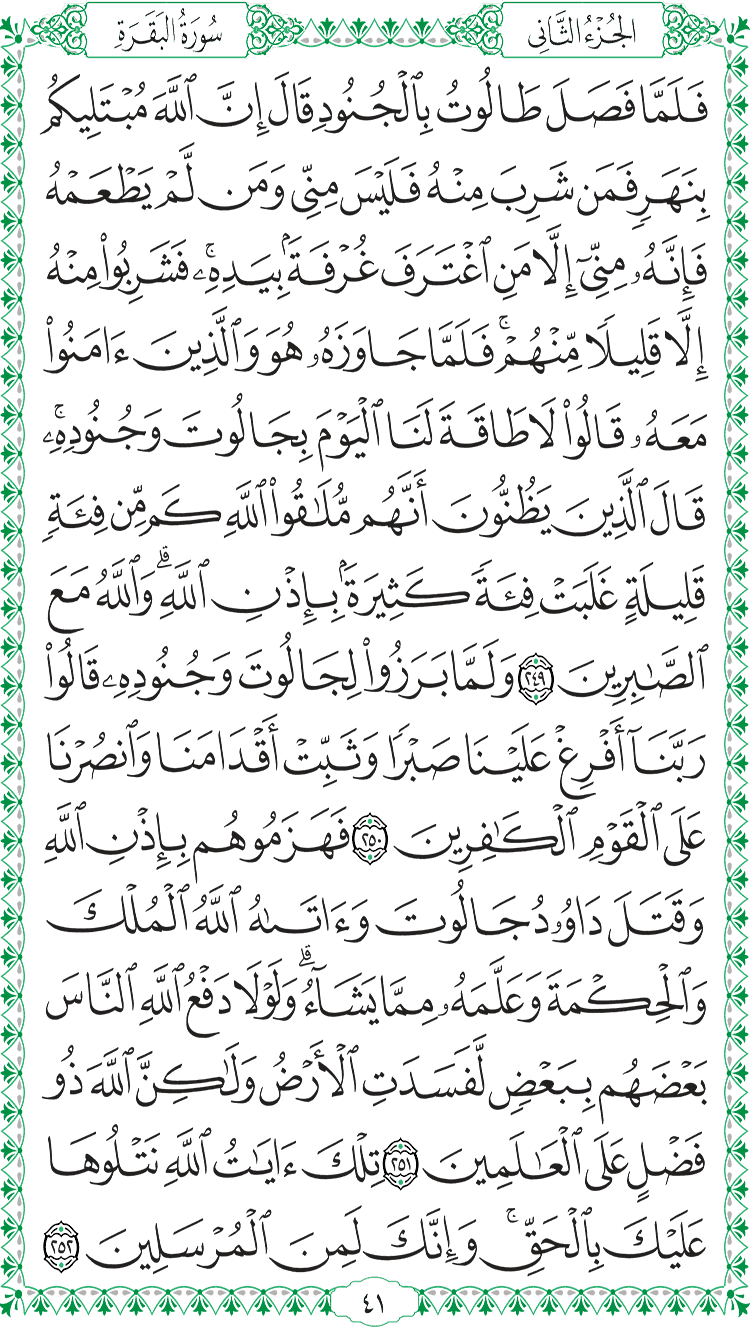 الجُزْءُ الثَّانِي
سُورَةُ البَقَرَةِ
فَلَمَّا فَصَلَ طَالُوتُ بِٱلْجُنُودِ قَالَ إِنَّ ٱللَّهَ مُبْتَلِيكُم
بِنَهَرٍ فَمَن شَرِبَ مِنْهُ فَلَيْسَ مِنِّي وَمَن لَّمْ يَطْعَمْهُ
فَإِنَّهُۥ مِنِّيٓ إِلَّا مَنِ ٱغْتَرَفَ غُرْفَةَۢ بِيَدِهِۦۚ فَشَرِبُوا۟ مِنْهُ
إِلَّا قَلِيلًا مِّنْهُمْۚ فَلَمَّا جَاوَزَهُۥ هُوَ وَٱلَّذِينَ ءَامَنُوا۟
مَعَهُۥ قَالُوا۟ لَا طَاقَةَ لَنَا ٱلْيَوْمَ بِجَالُوتَ وَجُنُودِهِۦۚ
قَالَ ٱلَّذِينَ يَظُنُّونَ أَنَّهُم مُّلَٰقُوا۟ ٱللَّهِ كَم مِّن فِئَةٍ
قَلِيلَةٍ غَلَبَتْ فِئَةً كَثِيرَةَۢ بِإِذْنِ ٱللَّهِۗ وَٱللَّهُ مَعَ
ٱلصَّٰبِرِينَ ٢٤٩ وَلَمَّا بَرَزُوا۟ لِجَالُوتَ وَجُنُودِهِۦ قَالُوا۟
رَبَّنَآ أَفْرِغْ عَلَيْنَا صَبْرًا وَثَبِّتْ أَقْدَامَنَا وَٱنصُرْنَا
عَلَى ٱلْقَوْمِ ٱلْكَٰفِرِينَ ٢٥٠ فَهَزَمُوهُم بِإِذْنِ ٱللَّهِ
وَقَتَلَ دَاوُۥدُ جَالُوتَ وَءَاتَىٰهُ ٱللَّهُ ٱلْمُلْكَ
وَٱلْحِكْمَةَ وَعَلَّمَهُۥ مِمَّا يَشَآءُۗ وَلَوْلَا دَفْعُ ٱللَّهِ ٱلنَّاسَ
بَعْضَهُم بِبَعْضٍ لَّفَسَدَتِ ٱلْأَرْضُ وَلَٰكِنَّ ٱللَّهَ ذُو
فَضْلٍ عَلَى ٱلْعَٰلَمِينَ ٢٥١ تِلْكَ ءَايَٰتُ ٱللَّهِ نَتْلُوهَا
عَلَيْكَ بِٱلْحَقِّۚ وَإِنَّكَ لَمِنَ ٱلْمُرْسَلِينَ ٢٥٢
٤١